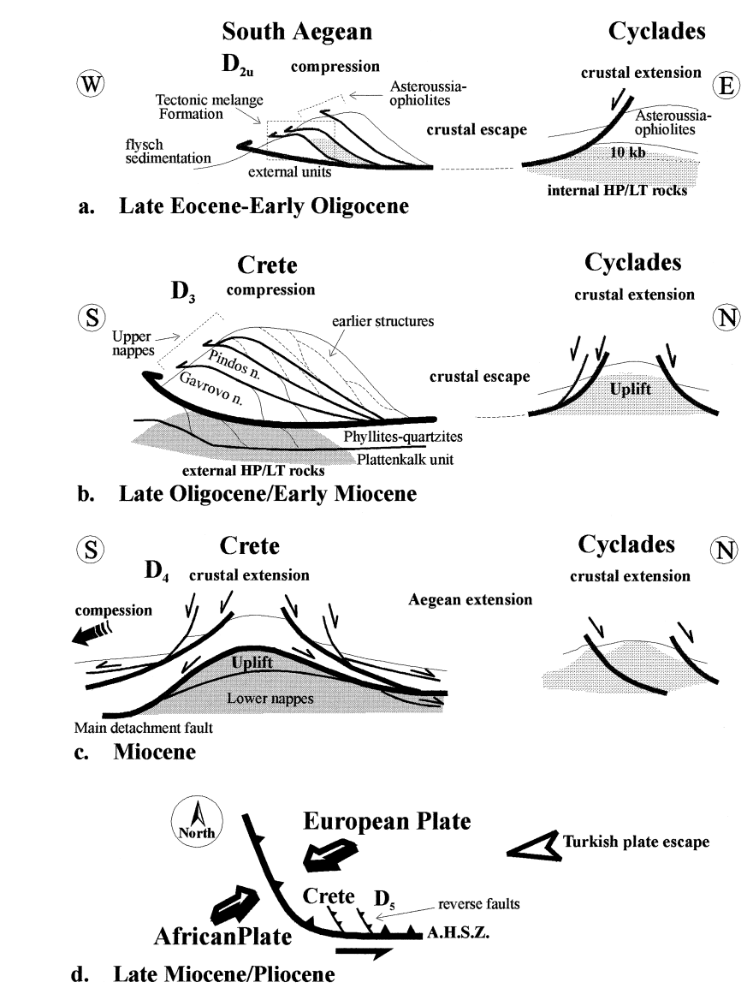 South Aegean
Cyclades
D2u
compression
crustal extension
W
E
Asteroussia-
ophiolites
Tectonic melange
Formation
Asteroussia-
ophiolites
crustal escape
flysch
sedimentation
10 kb
external units
internal HP/LT rocks
a. Late Eocene-Early Oligocene
Crete
Cyclades
D3
compression
crustal extension
S
N
earlier structures
Upper
nappes
Pindos n.
Gavrovo n.
crustal escape
Uplift
Phyllites-quartzites
Plattenkalk unit
external HP/LT rocks
b. Late Oligocene/Early Miocene
S
Crete
Cyclades
N
D4
crustal extension
crustal extension
Aegean extension
compession
Uplift
Lower nappes
Main detachment fault
c. Miocene
North
European Plate
Turkish plate escape
Crete
D5
reverse faults
AfricanPlate
A.H.S.Z.
d. Late Miocene/Pliocene